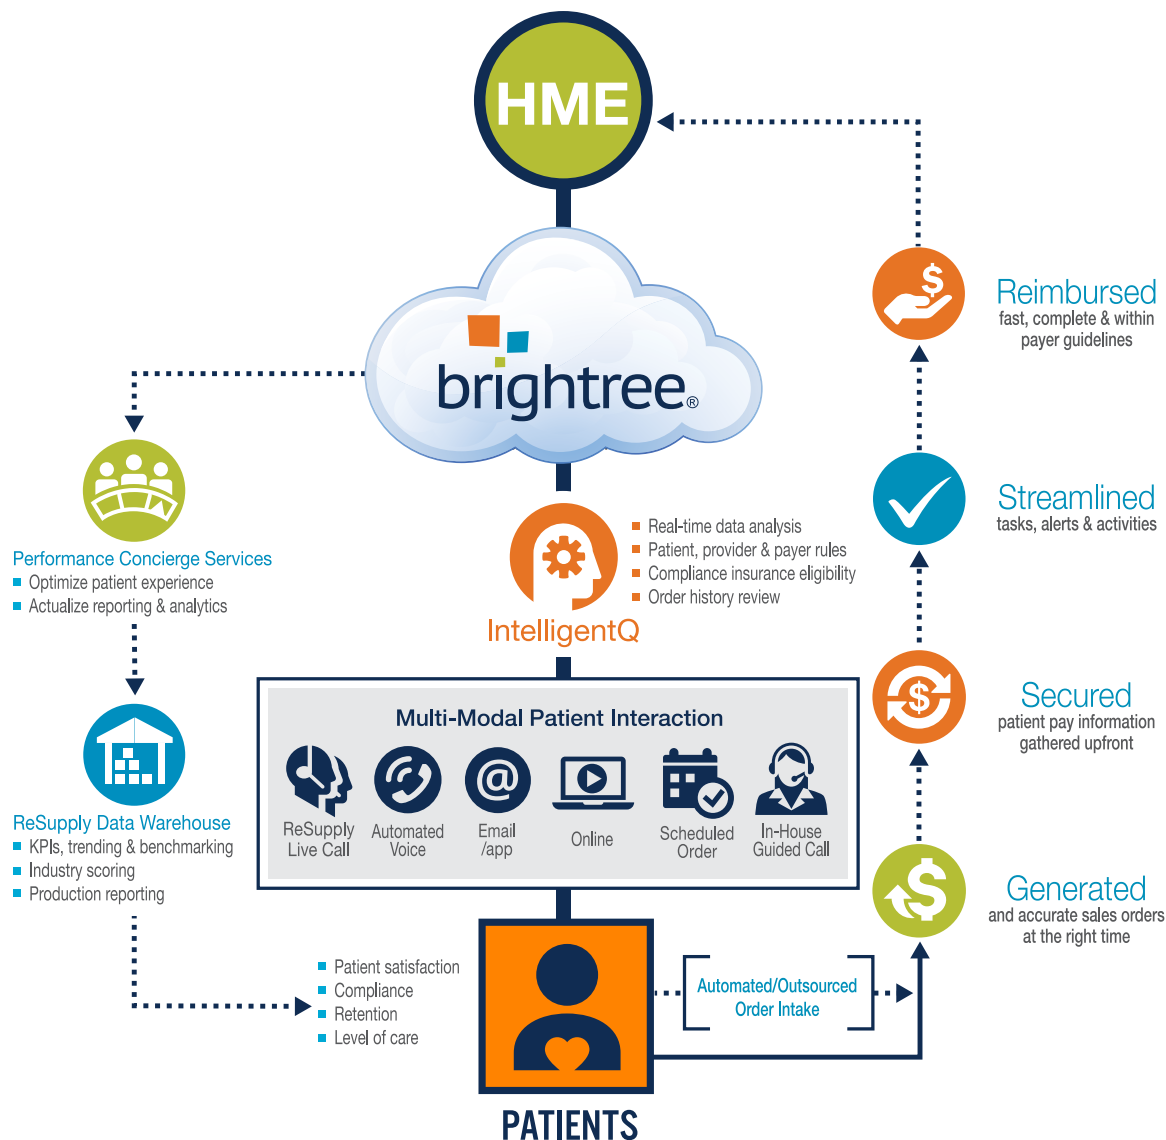 HME
brightree®
Reimbursed
fast, complete & within
payer guidelines
Streamlined
tasks, alerts & activities
Secured
patient pay information
gathered upfront
Generated
and accurate sales orders
at the right time
Performance Concierge Services
Optimize patient experience
Actualize reporting & analytics
ReSupply Data Warehouse
KPIs, trending & benchmarking
Industry scoring
Production reporting
Real-time data analysis
Patient, provider & payer rules
Compliance insurance eligibility
Order history review
IntelligentQ
Multi-Modal Patient Interaction
ReSupply
Live Call
Automated
Voice
Email
/app
Online
Scheduled
Order
In-House
Guided Call
Patient satisfaction
Compliance
Retention
Level of care
Automated/Outsourced
Order Intake
PATIENTS